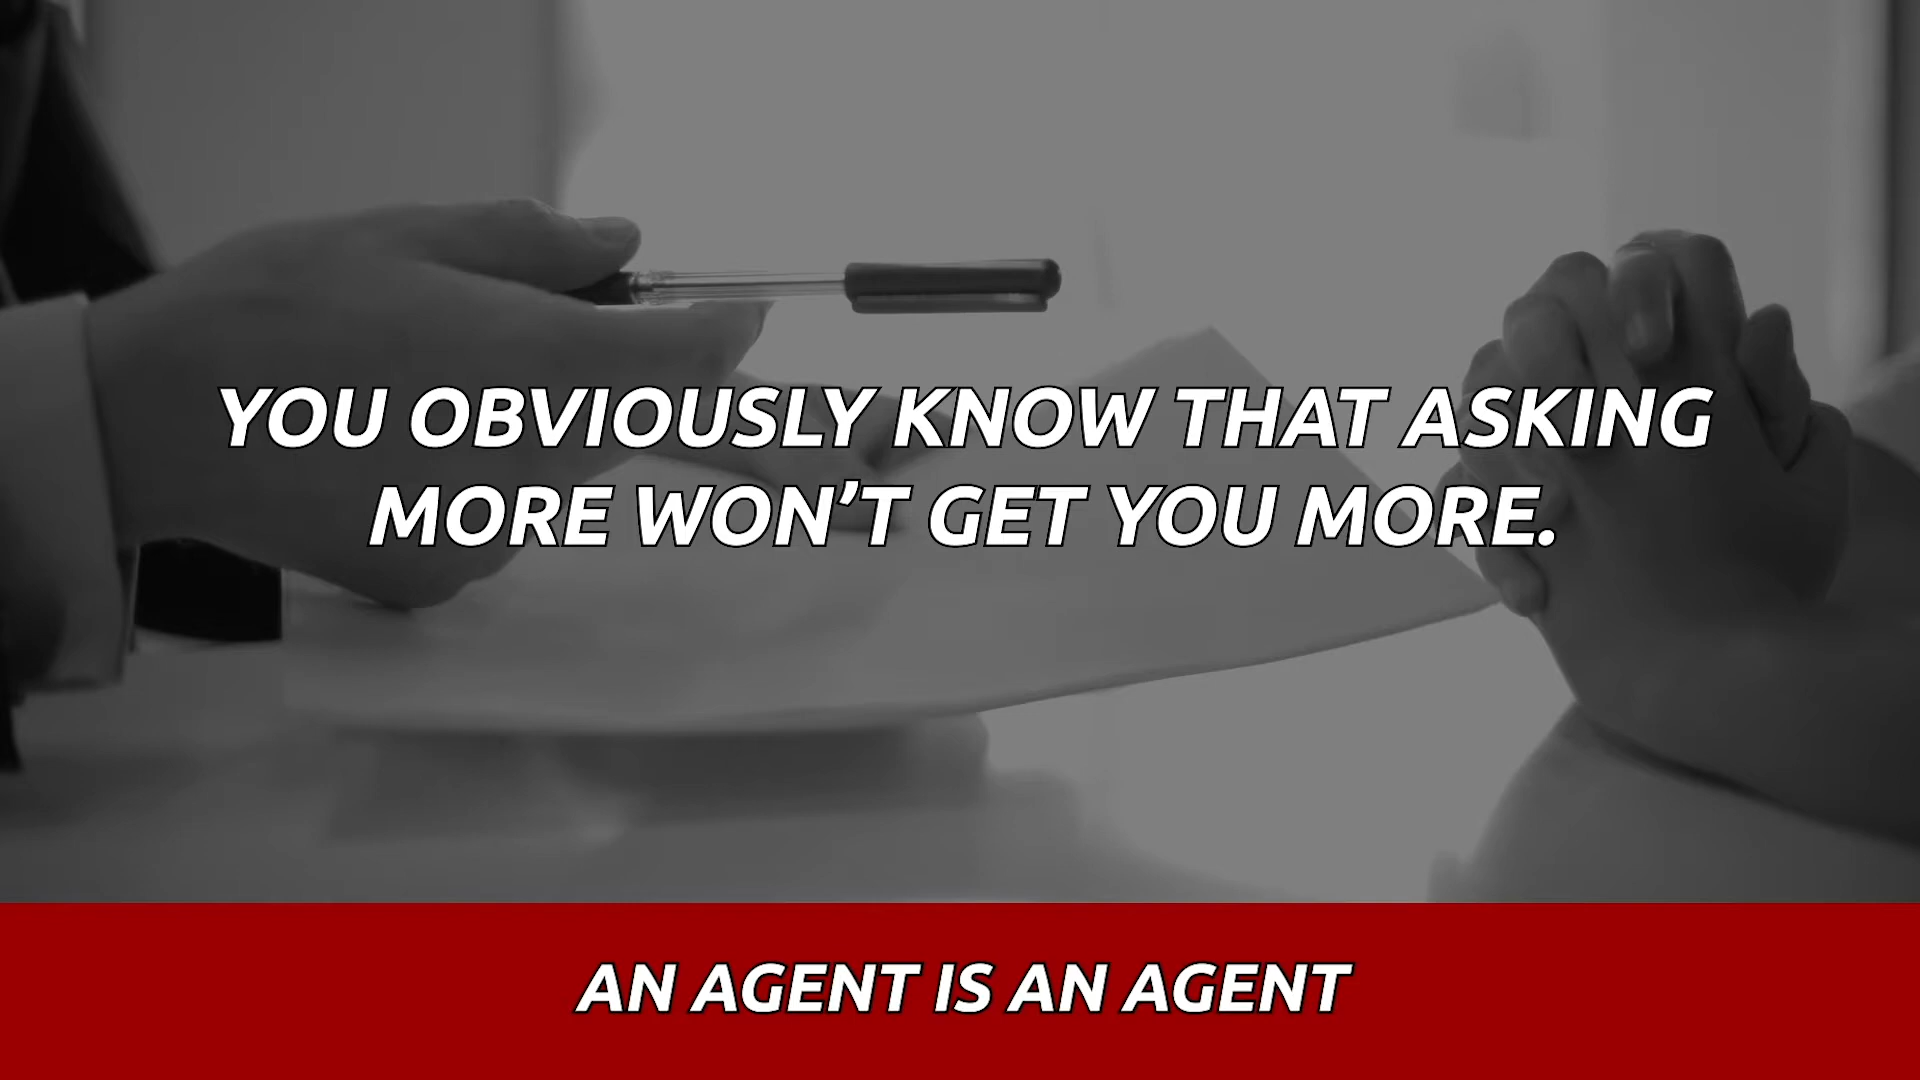 YOU OBVIOUSLY KNOW THAT ASKING
MORE WON’T GET YOU MORE.
AN AGENT IS AN AGENT